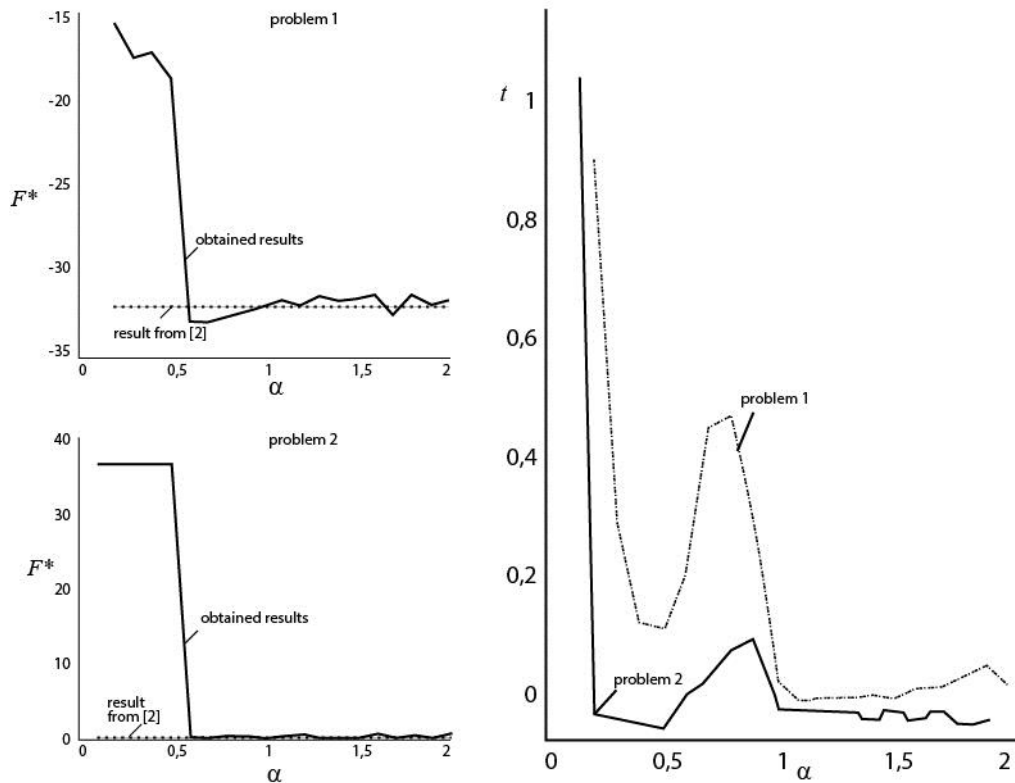 problem 1
-15
-20
-25
F*
obtained results
-30
result from [2]
-35
0
0,5
1
1,5
2
α
problem 2
40
30
F*
20
obtained results
10
result
from [2]
0
0
0,5
1
1,5
2
α
t
1
0,8
0,6
problem 1
0,4
0,2
problem 2
0
0
0,5
1
α
1,5
2